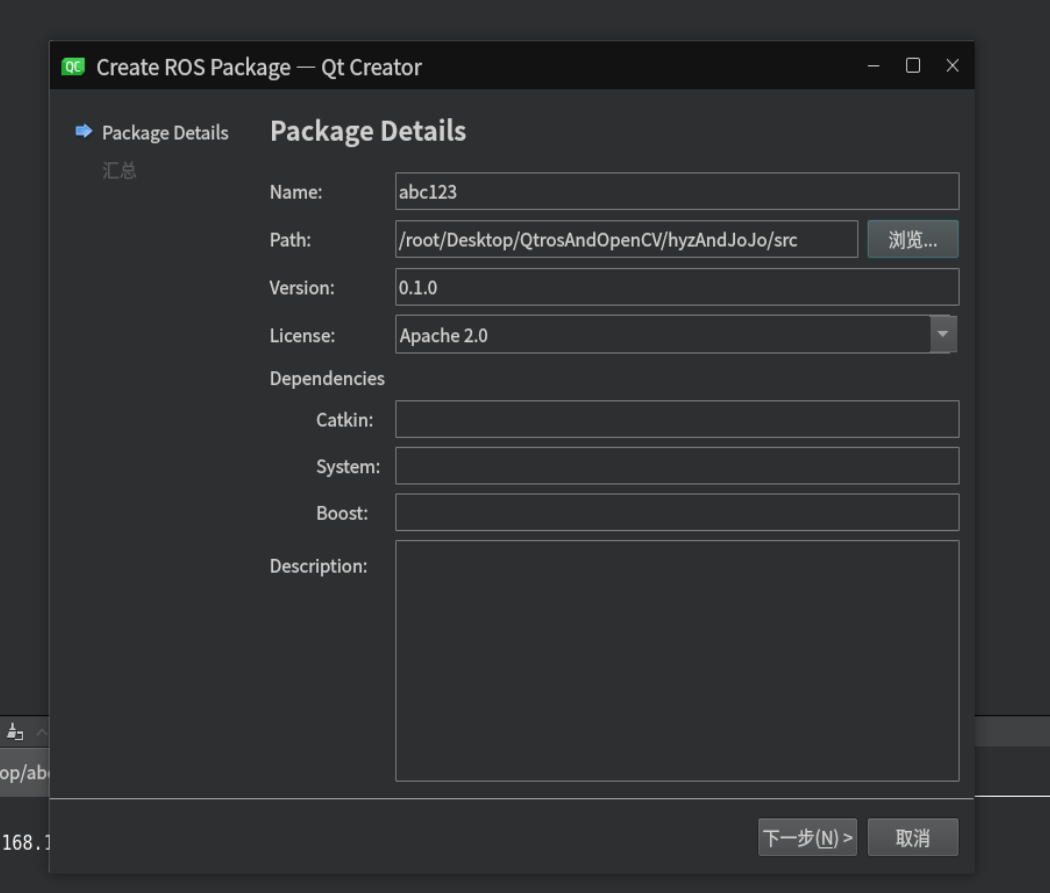 QC Create ROS Package — Qt Creator
Package Details
汇总
Package Details
Name: abc123
Path: /root/Desktop/QtrosAndOpenCV/hyzAndJoJo/src 浏览...
Version: 0.1.0
License: Apache 2.0
Dependencies
Catkin:
System:
Boost:
Description:
op/ab
168.1
下一步(N) > 取消